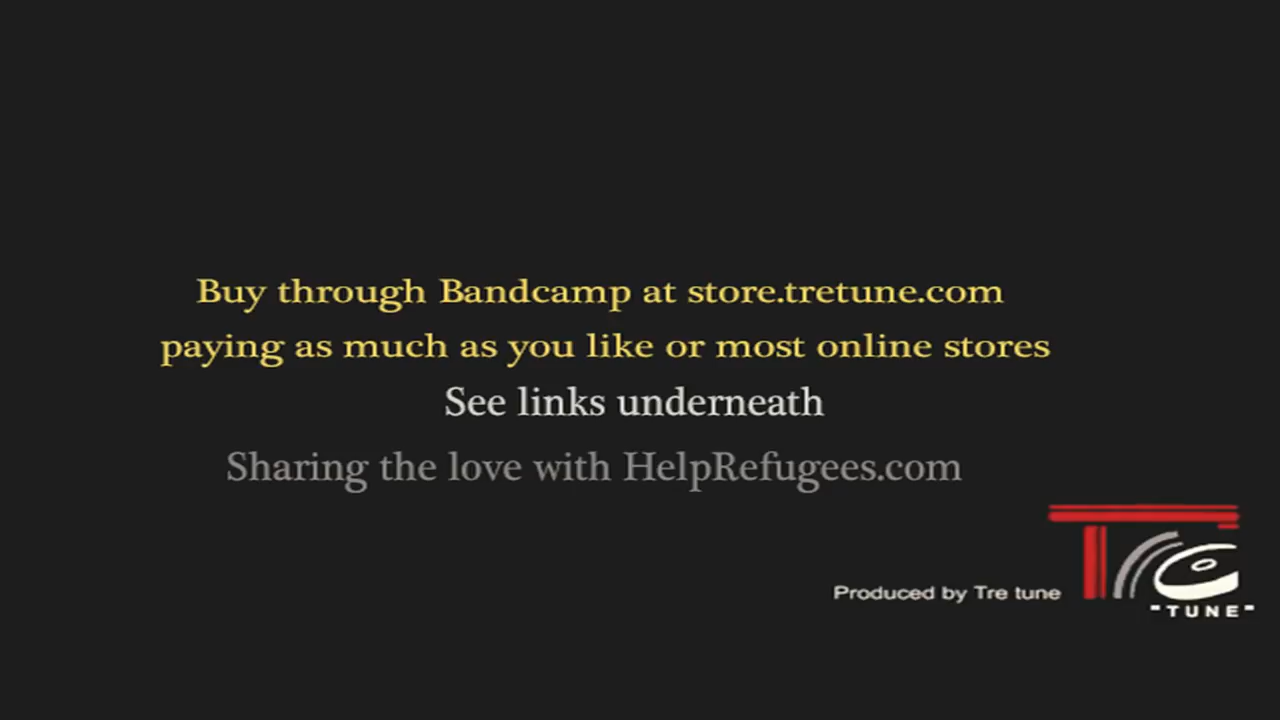 Buy through Bandcamp at store.tretune.com
paying as much as you like or most online stores
See links underneath
Sharing the love with HelpRefugees.com
Produced by Tre tune
Tre
"TUNE"